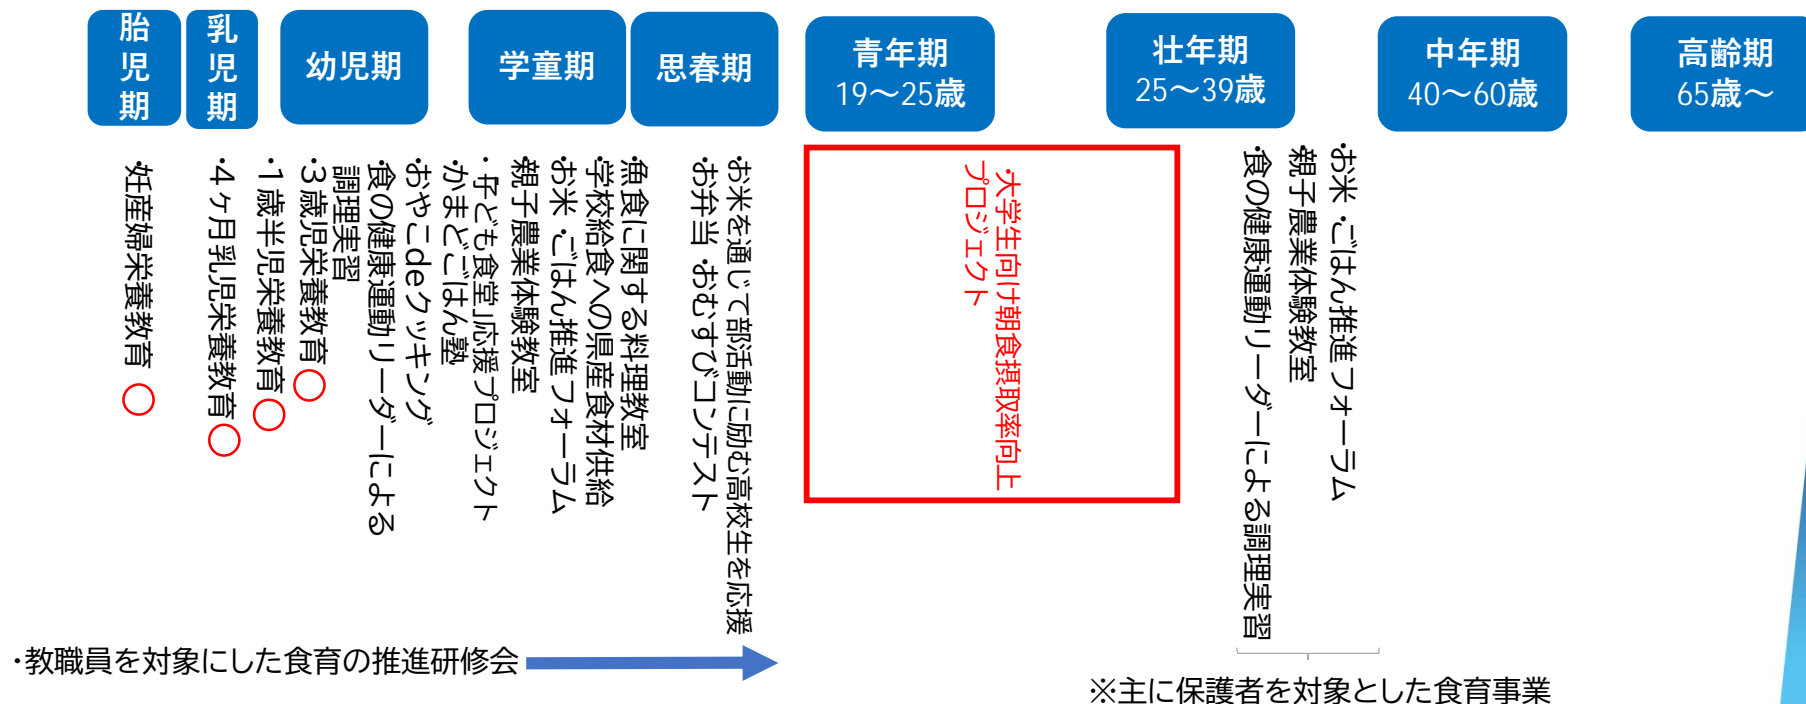 胎児期
乳児期
幼児期
学童期
思春期
青年期
19～25歳
壮年期
25～39歳
中年期
40～60歳
高齢期
65歳～
・妊産婦栄養教育 ○
・4ヶ月乳児栄養教育○
・1歳半児栄養教育○
・3歳児栄養教育○
・食の健康運動リーダーによる
調理実習
・おやこdeクッキング
・かまどごはん塾
・「子ども食堂」応援プロジェクト
・親子農業体験教室
・お米・ごはん推進フォーラム
・学校給食への県産食材供給
・魚食に関する料理教室
・お弁当・おむすびコンテスト
・お米を通じて部活動に励む高校生を応援
・大学生向け朝食摂取率向上
プロジェクト
・食の健康運動リーダーによる調理実習
・親子農業体験教室
・お米・ごはん推進フォーラム
・教職員を対象にした食育の推進研修会
※主に保護者を対象とした食育事業